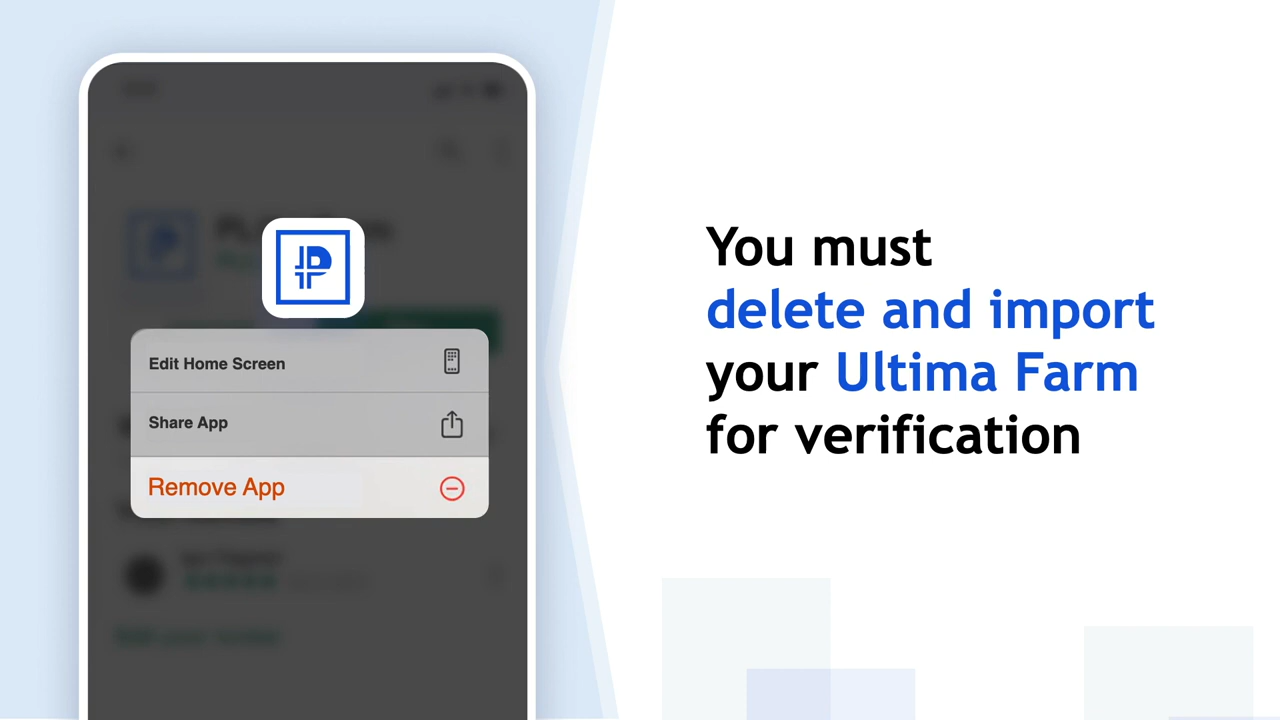 Edit Home Screen
Share App
Remove App
You must
delete and import
your Ultima Farm
for verification